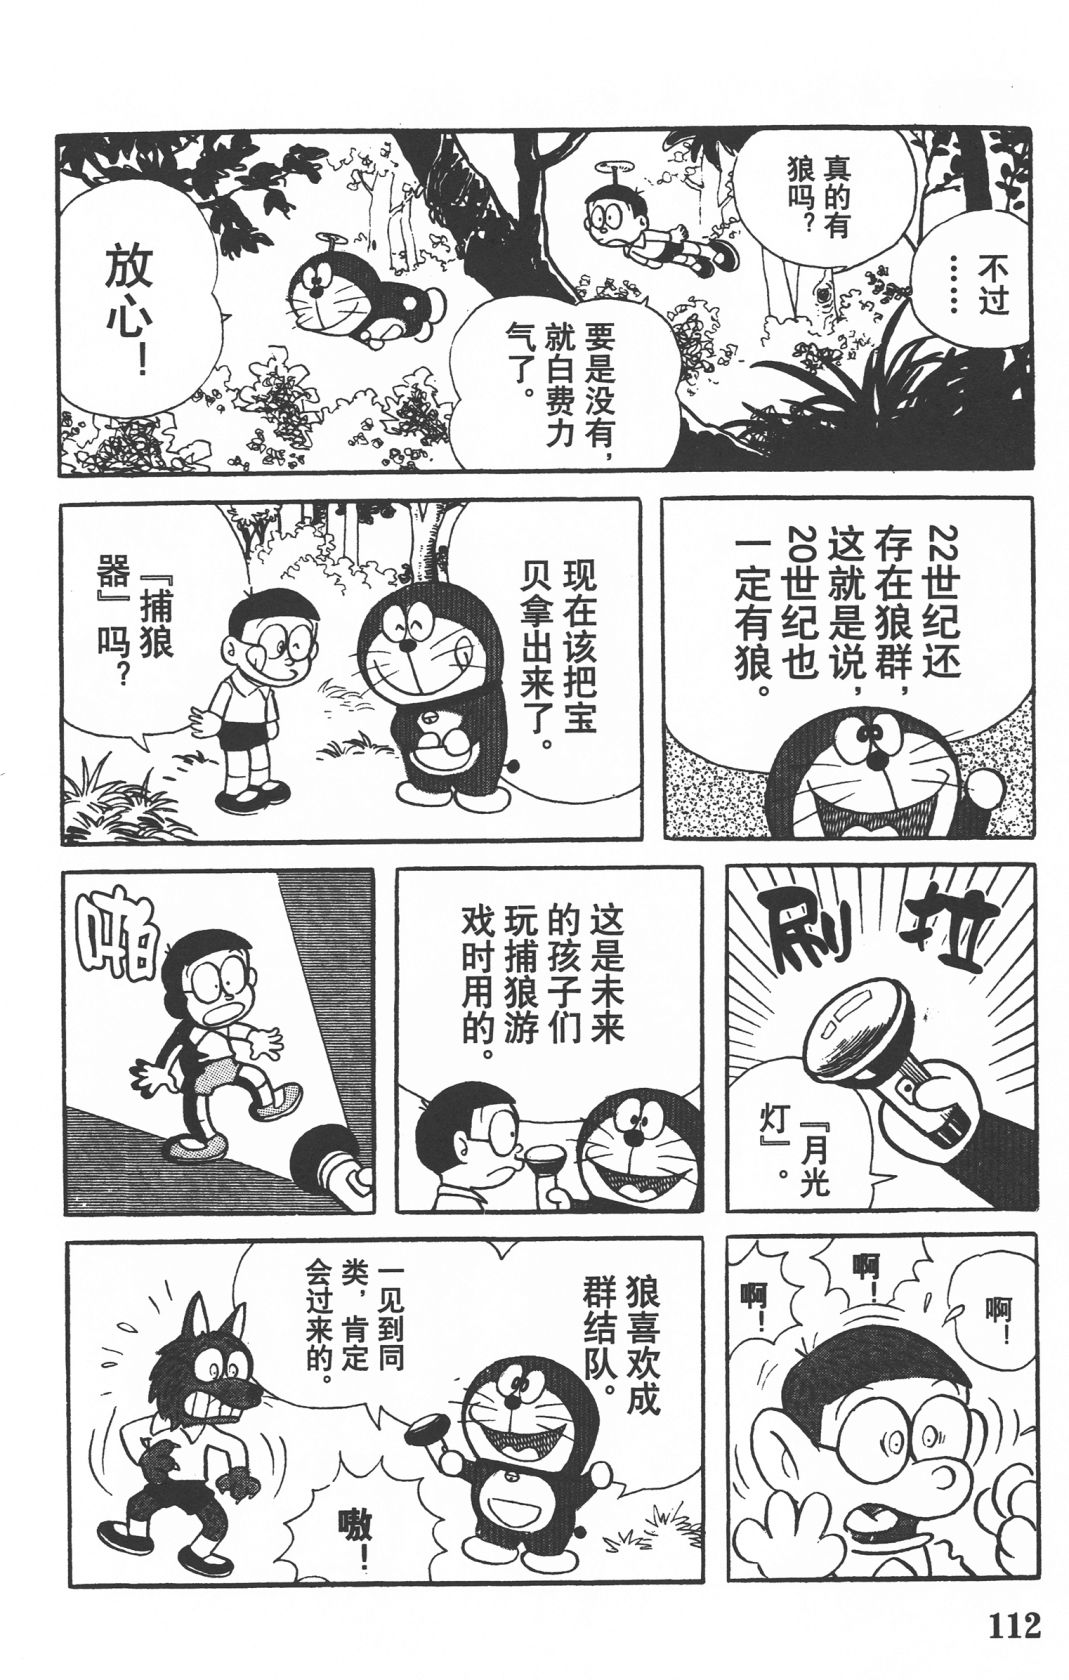 不过
……
真的有
狼吗？
要是没有，
就白费力
气了。
放心！
22世纪还
存在狼群，
这就是说，
20世纪也
一定有狼。
现在该把宝
贝拿出来了。
『捕狼
器』吗？
唰 拉
『月光
灯』。
这是未来
的孩子们
玩捕狼游
戏时用的。
啪
啊！
啊！
啊！
狼喜欢成
群结队。
一见到同
类，肯定
会过来的。
嗷！
112